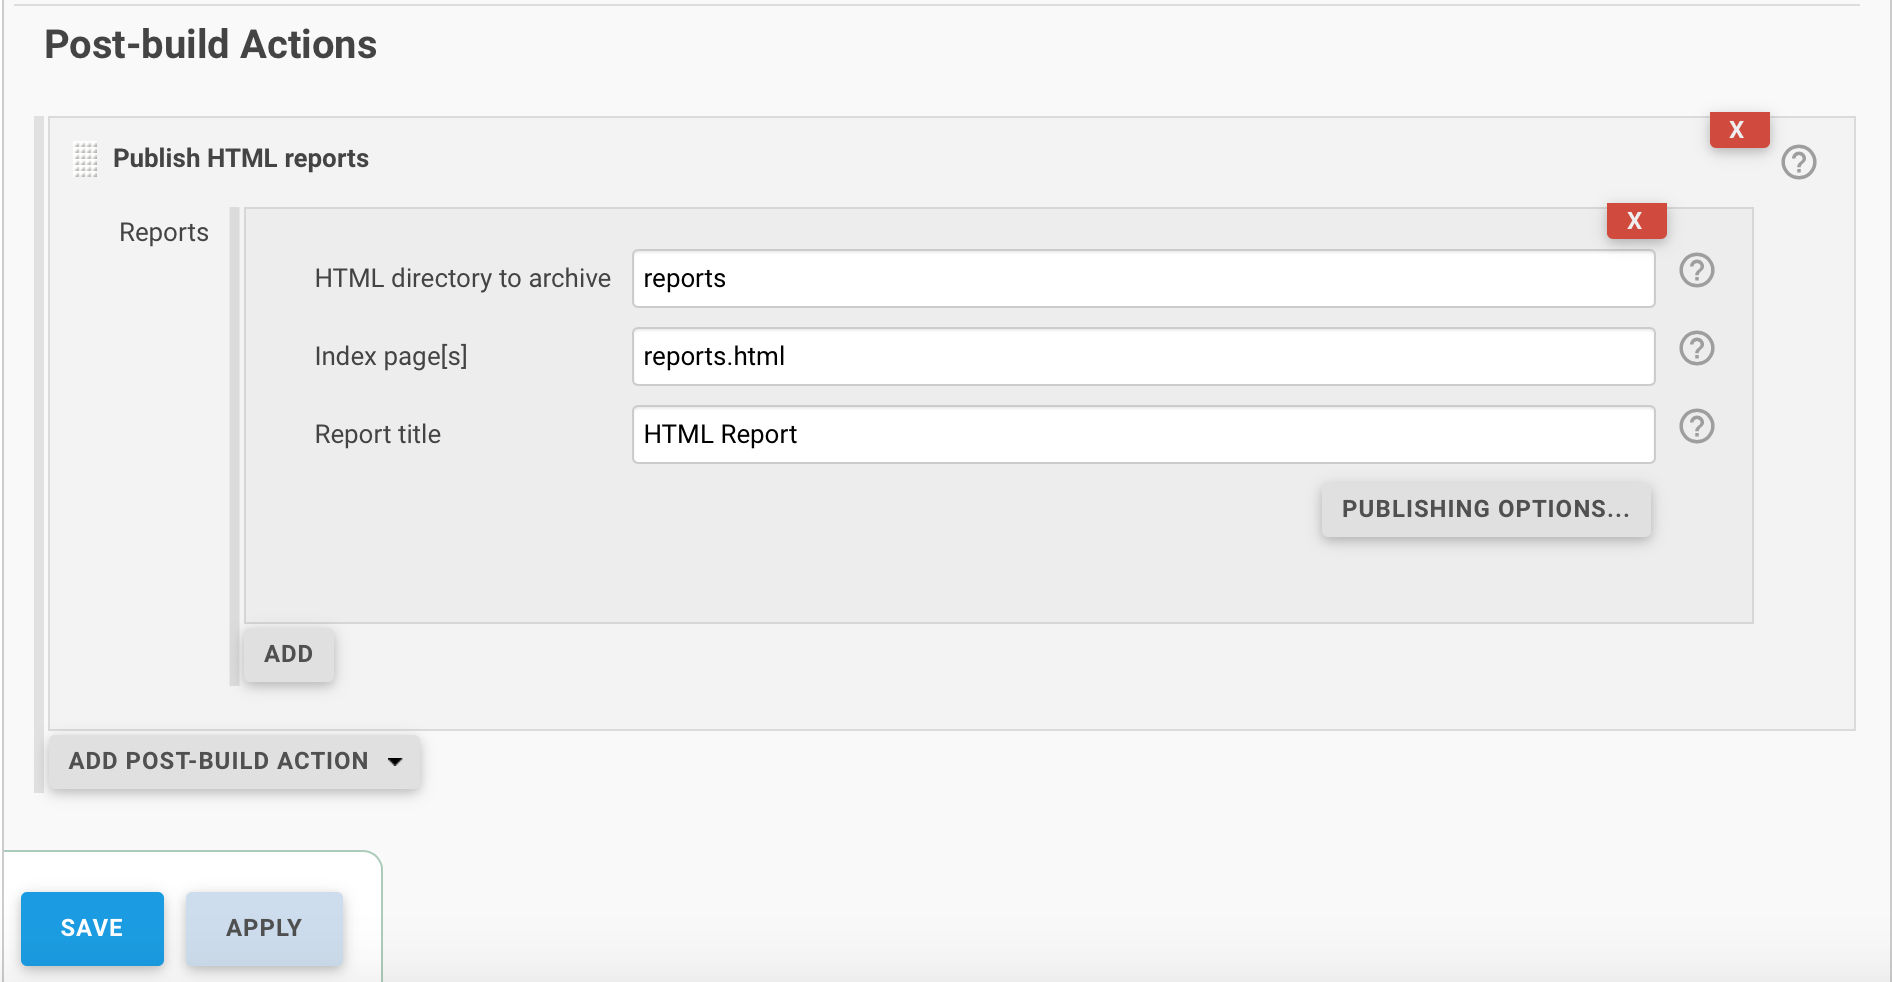 Post-build Actions
X
Publish HTML reports
?
Reports
X
HTML directory to archive reports ?
Index page[s] reports.html ?
Report title HTML Report ?
PUBLISHING OPTIONS...
ADD
ADD POST-BUILD ACTION
SAVE APPLY